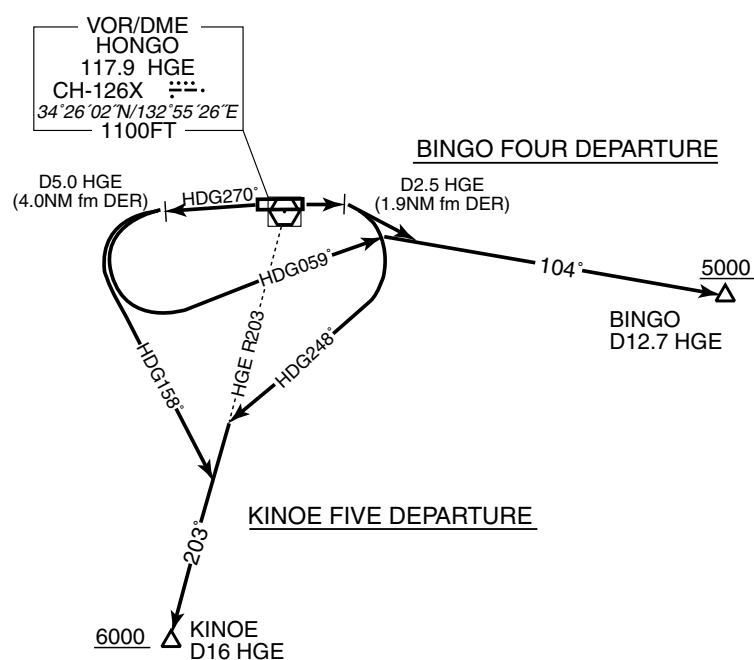 VOR/DME
HONGO
117.9 HGE
CH-126X
34°26′02″N/132°55′26″E
1100FT
BINGO FOUR DEPARTURE
D5.0 HGE
(4.0NM fm DER)
HDG270°
D2.5 HGE
(1.9NM fm DER)
HDG059°
104°
5000
BINGO
D12.7 HGE
HDG158°
HGE R203
HDG248°
KINOE FIVE DEPARTURE
203°
6000
KINOE
D16 HGE